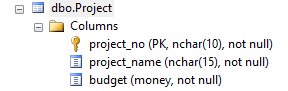 dbo.Project
Columns
project_no (PK, nchar(10), not null)
project_name (nchar(15), not null)
budget (money, not null)